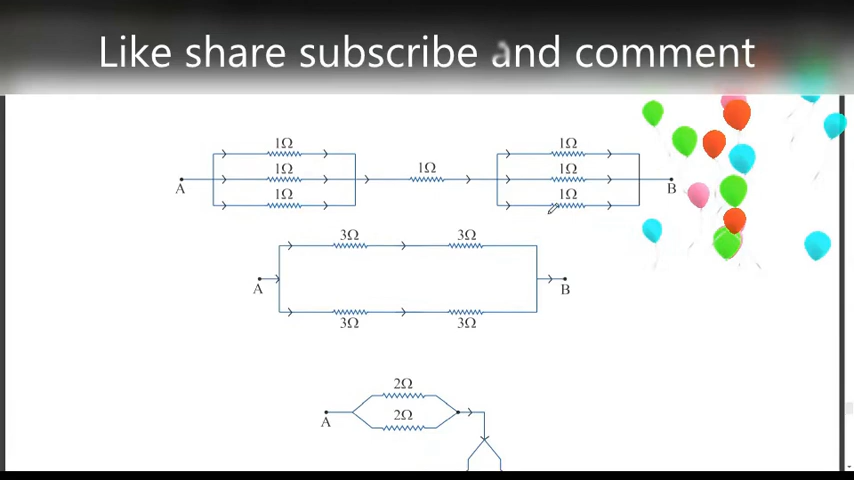 Like share subscribe and comment
1Ω 1Ω
1Ω 1Ω 1Ω
A B
1Ω 1Ω
3Ω 3Ω
A B
3Ω 3Ω
2Ω
A 2Ω